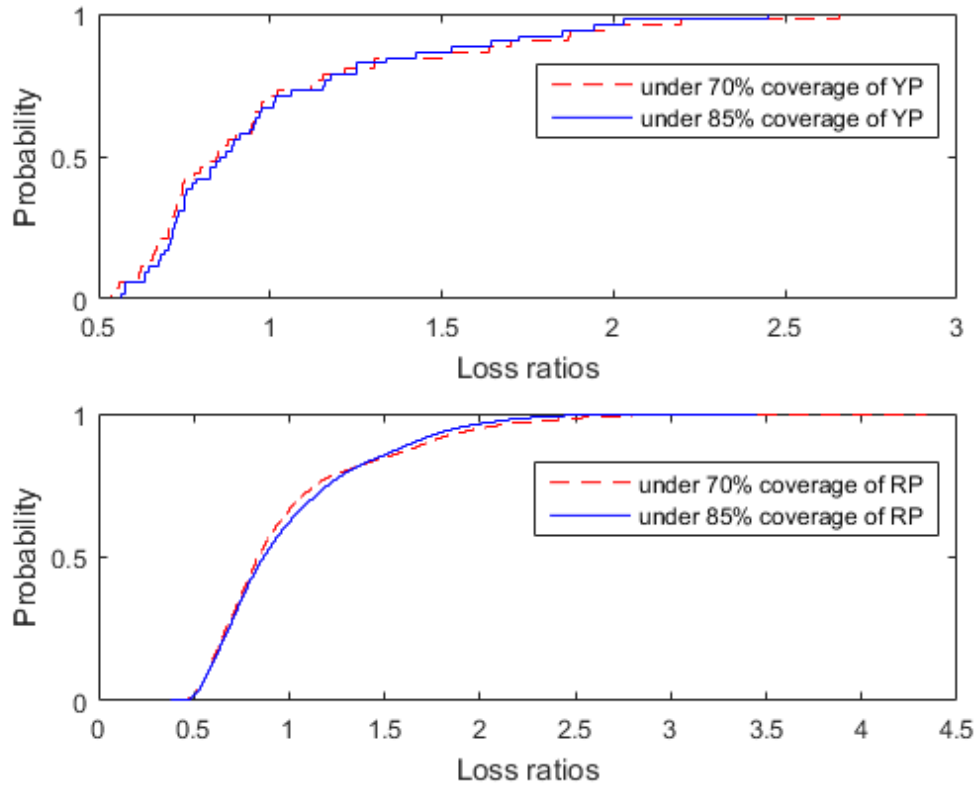 1
0.5
0
Probability
under 70% coverage of YP
under 85% coverage of YP
0.5 1 1.5 2 2.5 3
Loss ratios
1
0.5
0
Probability
under 70% coverage of RP
under 85% coverage of RP
0 0.5 1 1.5 2 2.5 3 3.5 4 4.5
Loss ratios